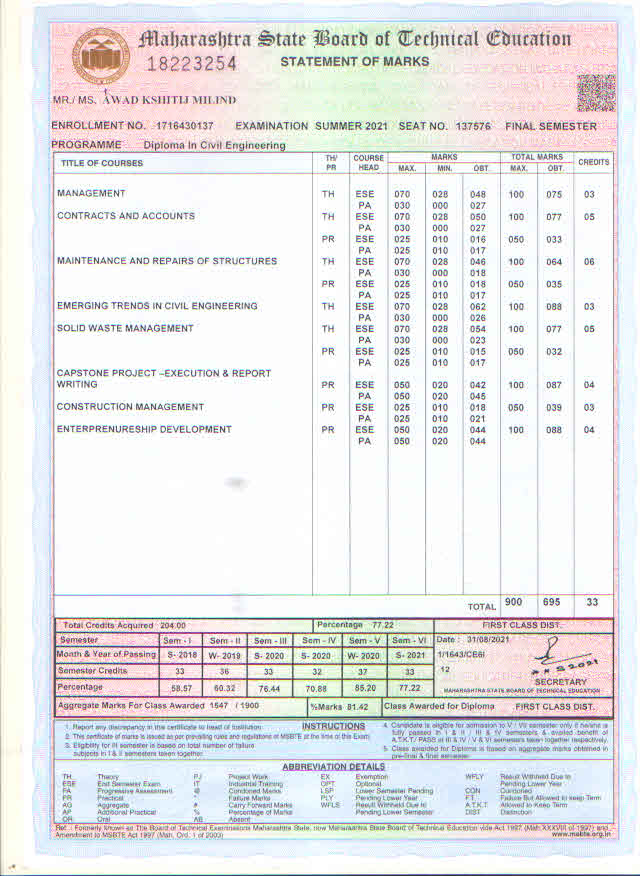 Maharashtra State Board of Technical Education
18223254 STATEMENT OF MARKS
MR./ MS. AWAD KSHITIJ MILIND
ENROLLMENT NO. 1716430137 EXAMINATION SUMMER 2021 SEAT NO. 137576 FINAL SEMESTER
PROGRAMME Diploma In Civil Engineering
TITLE OF COURSES TH/ PR COURSE HEAD MARKS MAX. MIN. OBT. TOTAL MARKS MAX. OBT. CREDITS
MANAGEMENT TH ESE 070 028 048 100 075 03
PA 030 000 027
CONTRACTS AND ACCOUNTS TH ESE 070 028 050 100 077 05
PA 030 000 027
PR ESE 025 010 016 050 033
PA 025 010 017
MAINTENANCE AND REPAIRS OF STRUCTURES TH ESE 070 028 046 100 064 06
PA 030 000 018
PR ESE 025 010 018 050 035
PA 025 010 017
EMERGING TRENDS IN CIVIL ENGINEERING TH ESE 070 028 062 100 088 03
PA 030 000 026
SOLID WASTE MANAGEMENT TH ESE 070 028 054 100 077 05
PA 030 000 023
PR ESE 025 010 015 050 032
PA 025 010 017
CAPSTONE PROJECT –EXECUTION & REPORT
WRITING PR ESE 050 020 042 100 087 04
PA 050 020 045
CONSTRUCTION MANAGEMENT PR ESE 025 010 018 050 039 03
PA 025 010 021
ENTERPRENURESHIP DEVELOPMENT PR ESE 050 020 044 100 088 04
PA 050 020 044
TOTAL 900 695 33
Total Credits Acquired 204.00 Percentage 77.22 FIRST CLASS DIST.
Semester Sem - I Sem - II Sem - III Sem - IV Sem - V Sem - VI Date : 31/08/2021
Month & Year of Passing S- 2018 W- 2019 S- 2020 S- 2020 W- 2020 S- 2021 1/1643/CE6I
Semester Credits 33 36 33 32 37 33 12
Percentage 58.57 60.32 76.44 70.88 85.20 77.22 SECRETARY
MAHARASHTRA STATE BOARD OF TECHNICAL EDUCATION
Aggregate Marks For Class Awarded 1547 / 1900 %Marks 81.42 Class Awarded for Diploma FIRST CLASS DIST.
INSTRUCTIONS
1. Report any discrepancy in this certificate to head of Institution.
2. This certificate of marks is issued as per prevailing rules and regulations of MSBTE at the time of this Exam.
3. Eligibility for III semester is based on total number of failure
subjects in I & II semesters taken together.
4. Candidate is eligible for admission to V / VII semester only if he/she is
fully passed in I & II / III & IV semesters & availed benefit of
A.T.K.T./ PASS at III & IV / V & VI semesters taken together respectively.
5. Class awarded for Diploma is based on aggregate marks obtained in
pre-final & final semester.
ABBREVIATION DETAILS
TH Theory PJ Project Work EX Exemption WFLY Result Withheld Due to
ESE End Semester Exam IT Industrial Training OPT Optional Pending Lower Year
PA Progressive Assessment @ Condoned Marks LSP Lower Semester Pending CON Condoned
PR Practical * Failure Marks PLY Pending Lower Year F.T. Failure But Allowed to keep Term
AG Aggregate # Carry Forward Marks WFLS Result Withheld Due to A.T.K.T. Allowed to Keep Term
AP Additional Practical % Percentage of Marks Pending Lower Semester DIST Distinction
OR Oral AB Absent
Ref. : Formerly known as The Board of Technical Examinations Maharashtra State, now Maharashtra State Board of Technical Education vide Act 1997 (Mah.XXXVIII of 1997) and
Amendment to MSBTE Act 1997 (Mah. Ord. 1 of 2003) www.msbte.org.in